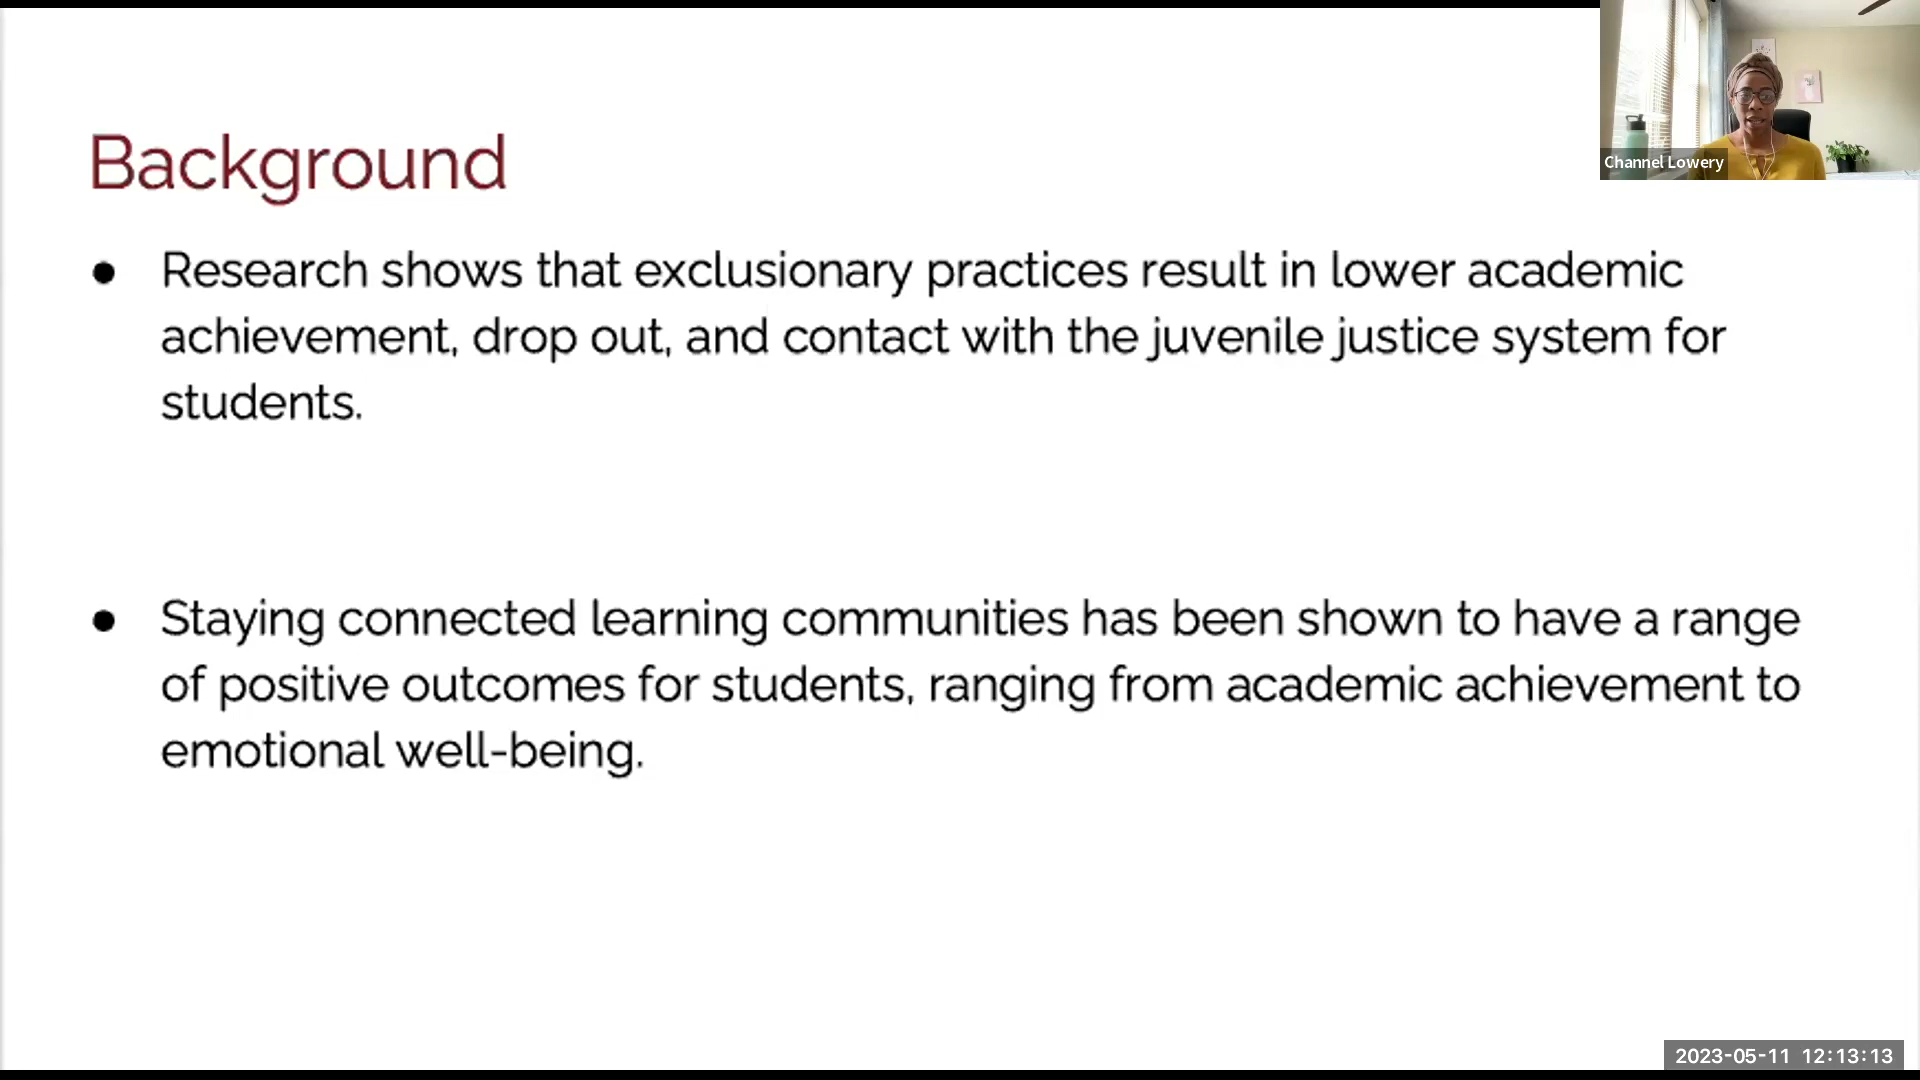 Channel Lowery
Background
● Research shows that exclusionary practices result in lower academic
achievement, drop out, and contact with the juvenile justice system for
students.
● Staying connected learning communities has been shown to have a range
of positive outcomes for students, ranging from academic achievement to
emotional well-being.
2023-05-11 12:13:13